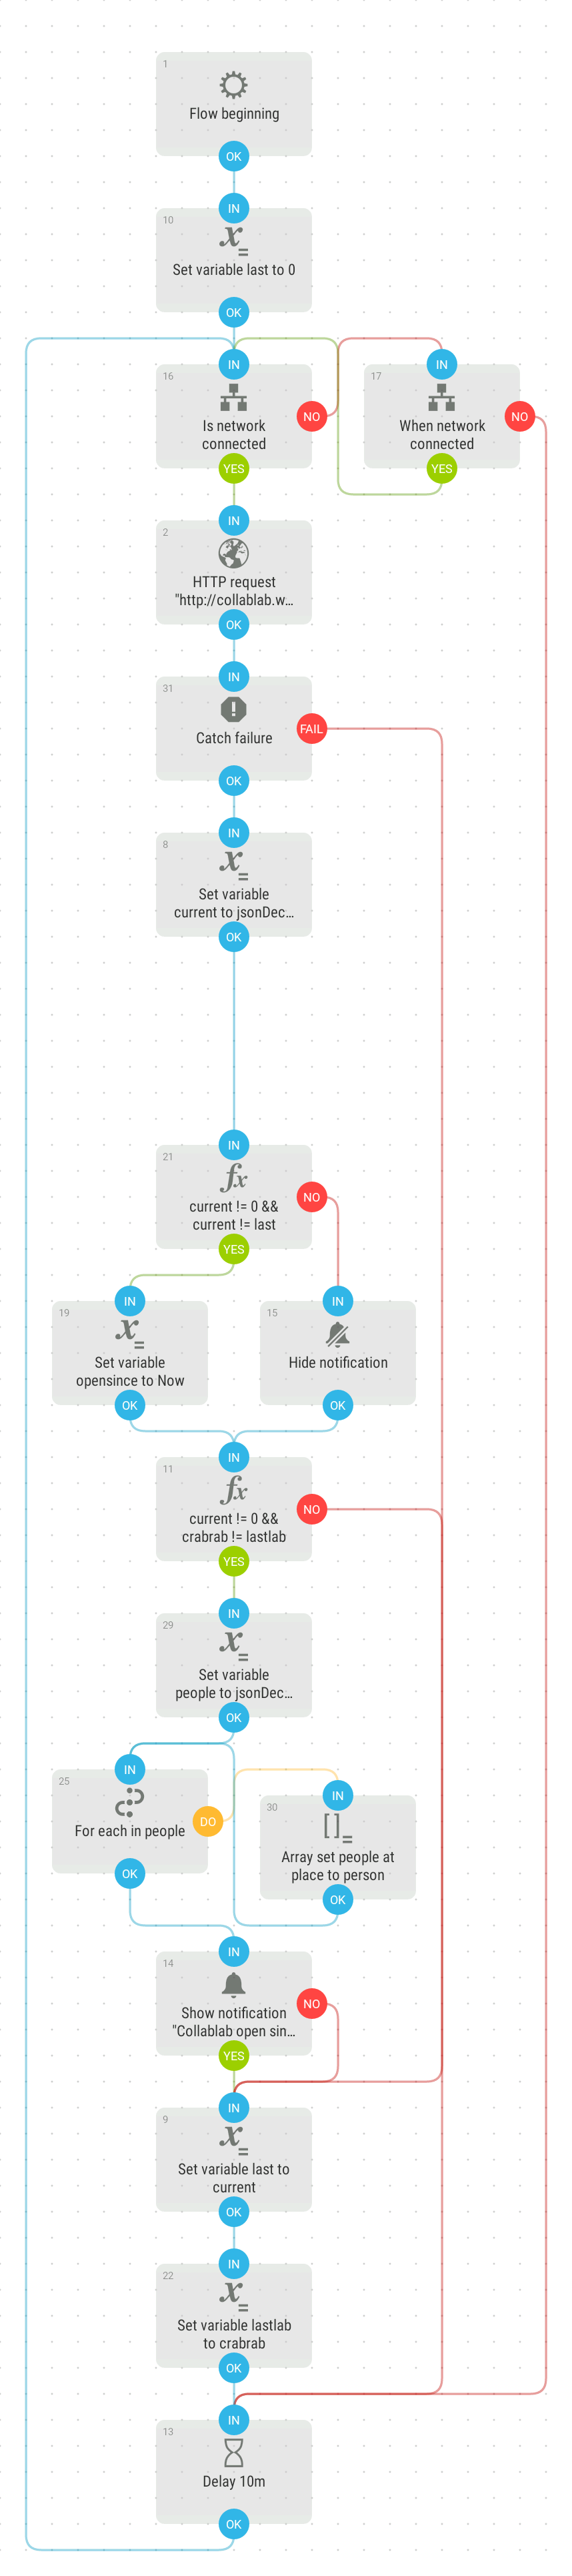 1
Flow beginning
OK
IN
10
Set variable last to 0
OK
IN
IN
16
17
Is network
connected
NO
When network
connected
NO
YES
YES
IN
2
HTTP request
"http://collablab.w...
OK
IN
31
Catch failure
FAIL
OK
IN
8
Set variable
current to jsonDec...
OK
IN
21
current != 0 &&
current != last
NO
YES
IN
IN
19
15
Set variable
opensince to Now
Hide notification
OK
OK
IN
11
current != 0 &&
crabrab != lastlab
NO
YES
IN
29
Set variable
people to jsonDec...
OK
IN
25
For each in people
DO
IN
30
Array set people at
place to person
OK
OK
IN
14
Show notification
"Collablab open sin...
NO
YES
IN
9
Set variable last to
current
OK
IN
22
Set variable lastlab
to crabrab
OK
IN
13
Delay 10m
OK